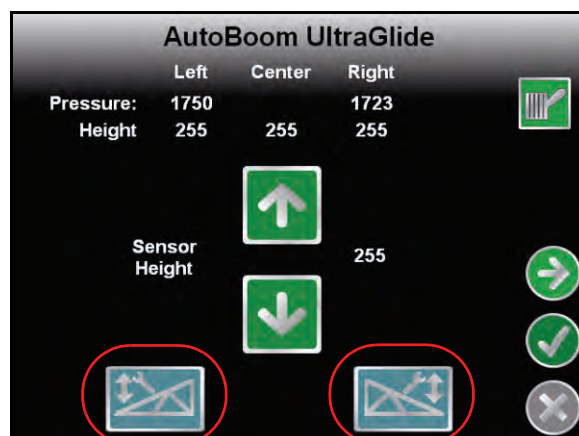 AutoBoom UltraGlide
Left Center Right
Pressure: 1750 1723
Height 255 255 255
Sensor
Height
255